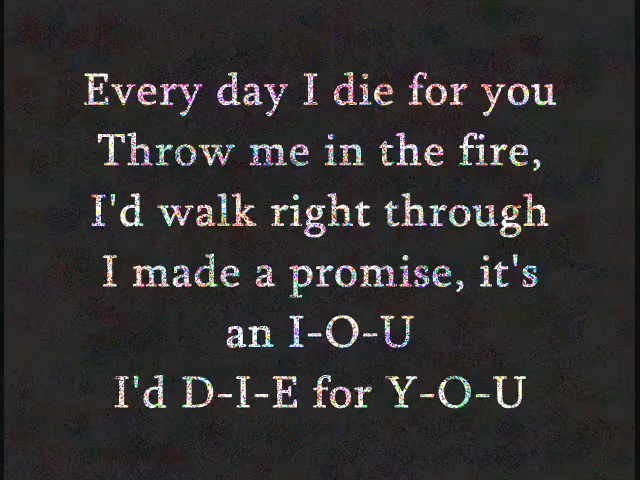 Every day I die for you
Throw me in the fire,
I'd walk right through
I made a promise, it's
an I-O-U
I'd D-I-E for Y-O-U